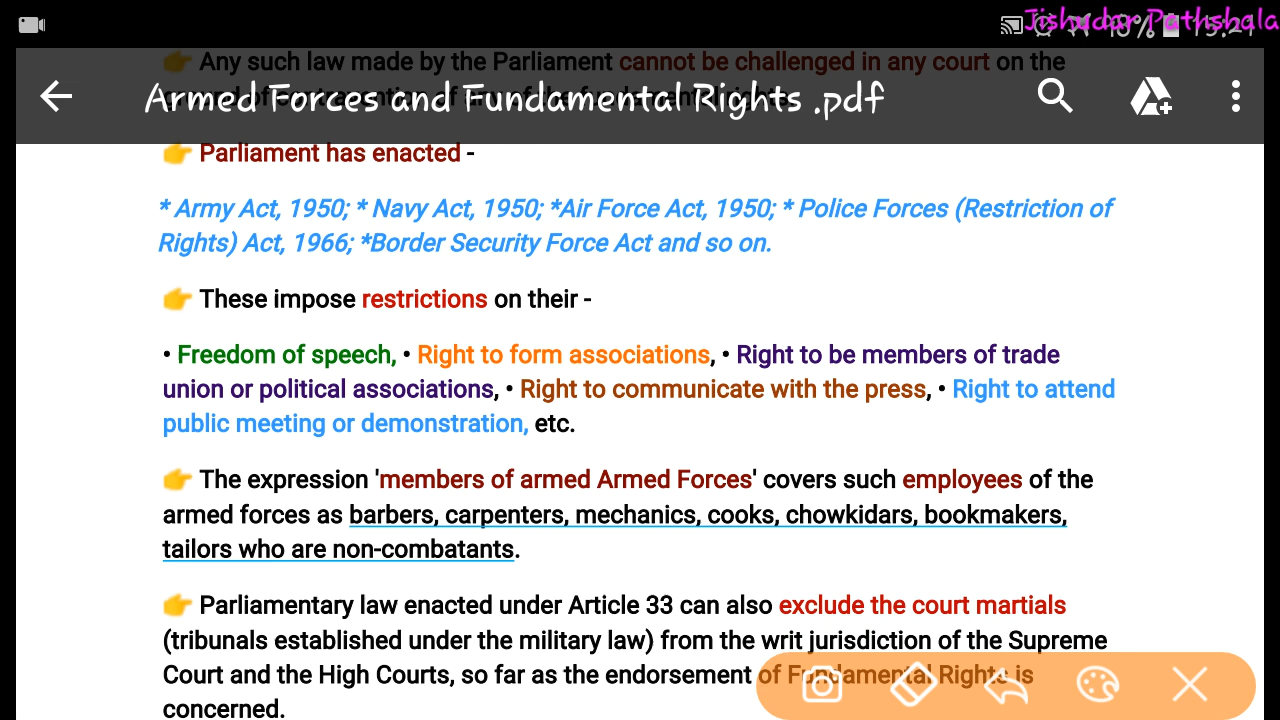 Jishudar Pathshala
Any such law made by the Parliament cannot be challenged in any court on the
Armed Forces and Fundamental Rights .pdf
👉 Parliament has enacted -
* Army Act, 1950; * Navy Act, 1950; *Air Force Act, 1950; * Police Forces (Restriction of
Rights) Act, 1966; *Border Security Force Act and so on.
👉 These impose restrictions on their -
• Freedom of speech, • Right to form associations, • Right to be members of trade
union or political associations, • Right to communicate with the press, • Right to attend
public meeting or demonstration, etc.
👉 The expression 'members of armed Armed Forces' covers such employees of the
armed forces as barbers, carpenters, mechanics, cooks, chowkidars, bookmakers,
tailors who are non-combatants.
👉 Parliamentary law enacted under Article 33 can also exclude the court martials
(tribunals established under the military law) from the writ jurisdiction of the Supreme
Court and the High Courts, so far as the endorsement of Fundamental Rights is
concerned.